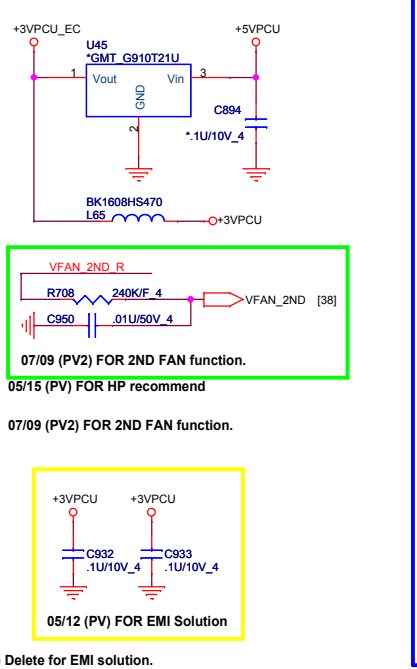 +3VPCU_EC
+5VPCU
U45
*GMT_G910T21U
1
Vout
Vin
3
GND
2
C894
*.1U/10V_4
BK1608HS470
L65
+3VPCU
VFAN_2ND_R
R708
240K/F_4
VFAN_2ND
[38]
C950
.01U/50V_4
07/09 (PV2) FOR 2ND FAN function.
05/15 (PV) FOR HP recommend
07/09 (PV2) FOR 2ND FAN function.
+3VPCU
+3VPCU
C932
.1U/10V_4
C933
.1U/10V_4
05/12 (PV) FOR EMI Solution
Delete for EMI solution.